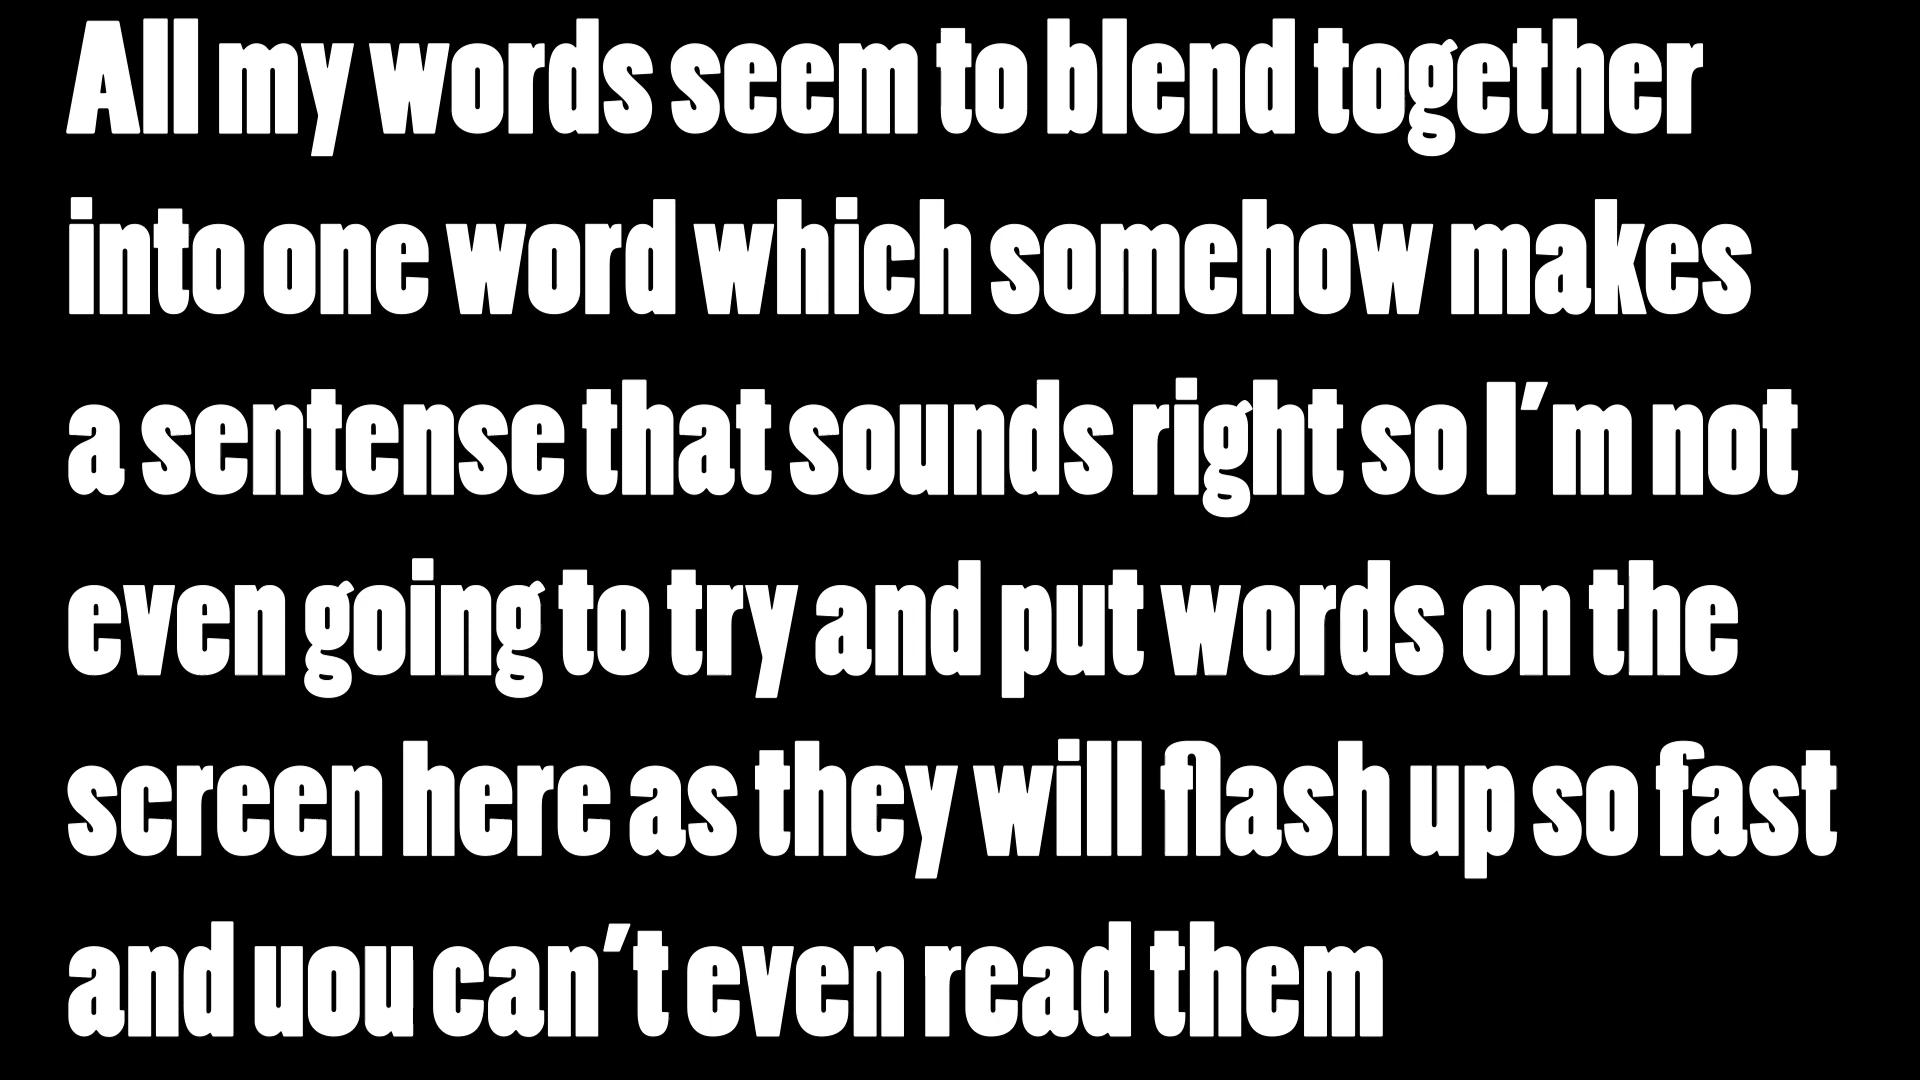 All my words seem to blend together
into one word which somehow makes
a sentense that sounds right so I'm not
even going to try and put words on the
screen here as they will flash up so fast
and uou can't even read them